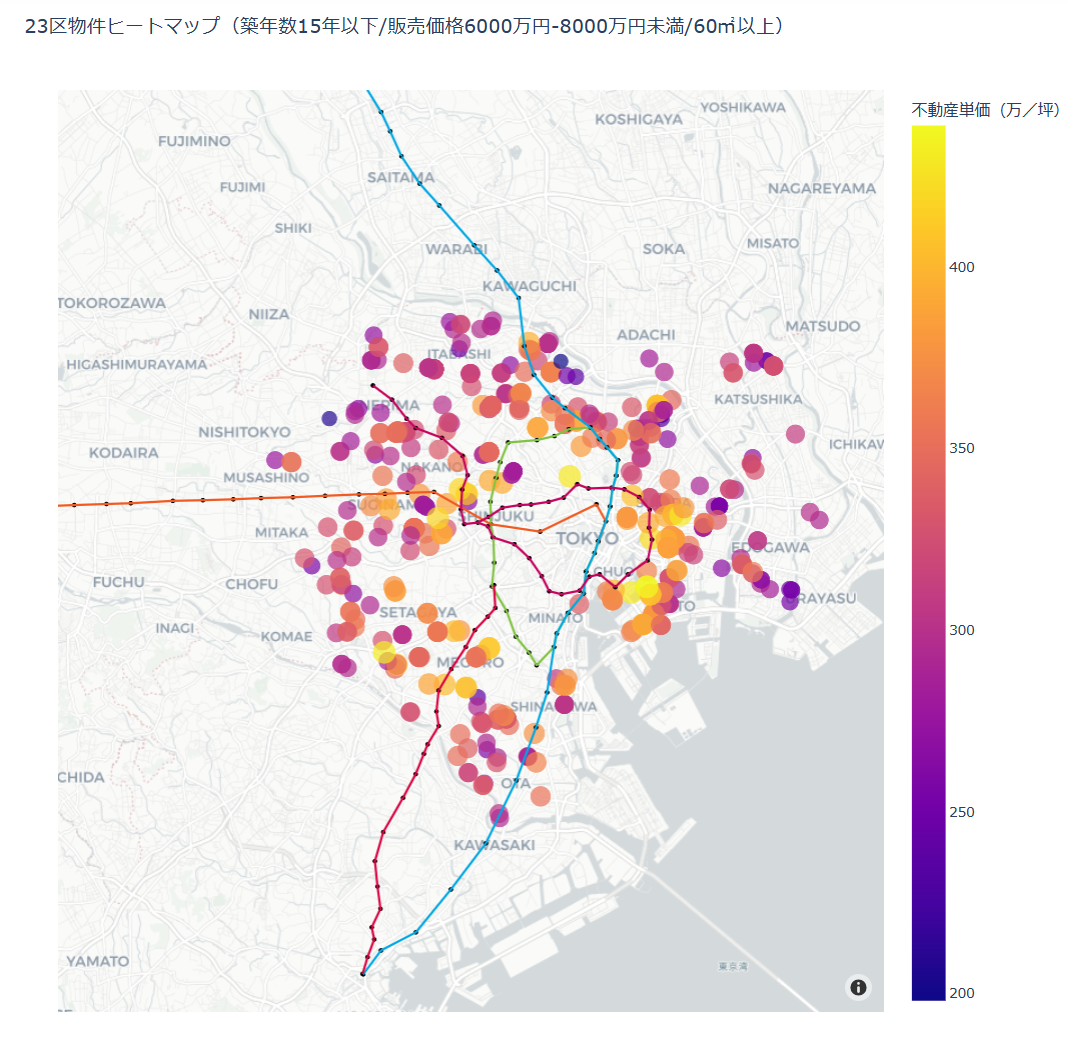 23区物件ヒートマップ（築年数15年以下/販売価格6000万円-8000万円未満/60㎡以上）
不動産単価（万／坪）
YOSHIKAWA
KOSHIGAYA
FUJIMINO
SAITAMA
FUJIMI
NAGAREYAMA
SHIKI
WARABI
SOKA
MISATO
KAWAGUCHI
400
TOKOROZAWA
NIIZA
MATSUDO
ADACHI
ITABASHI
HIGASHIMURAYAMA
KATSUSHIKA
NERIMA
NISHITOKYO
ICHIKAW
350
KODAIRA
NAKANO
MUSASHINO
SUGINAMI
SHINJUKU
MITAKA
TOKYO
EDOGAWA
CHUO
FUCHU
CHOFU
URAYASU
SETAGAYA
KOTO
MINATO
INAGI
KOMAE
300
MEGURO
SHINAGAWA
CHIDA
OTA
250
KAWASAKI
YAMATO
東京湾
200